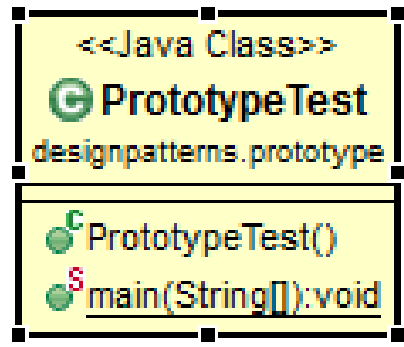 <<Java Class>>
C PrototypeTest
designpatterns.prototype
C PrototypeTest()
S main(String[]):void